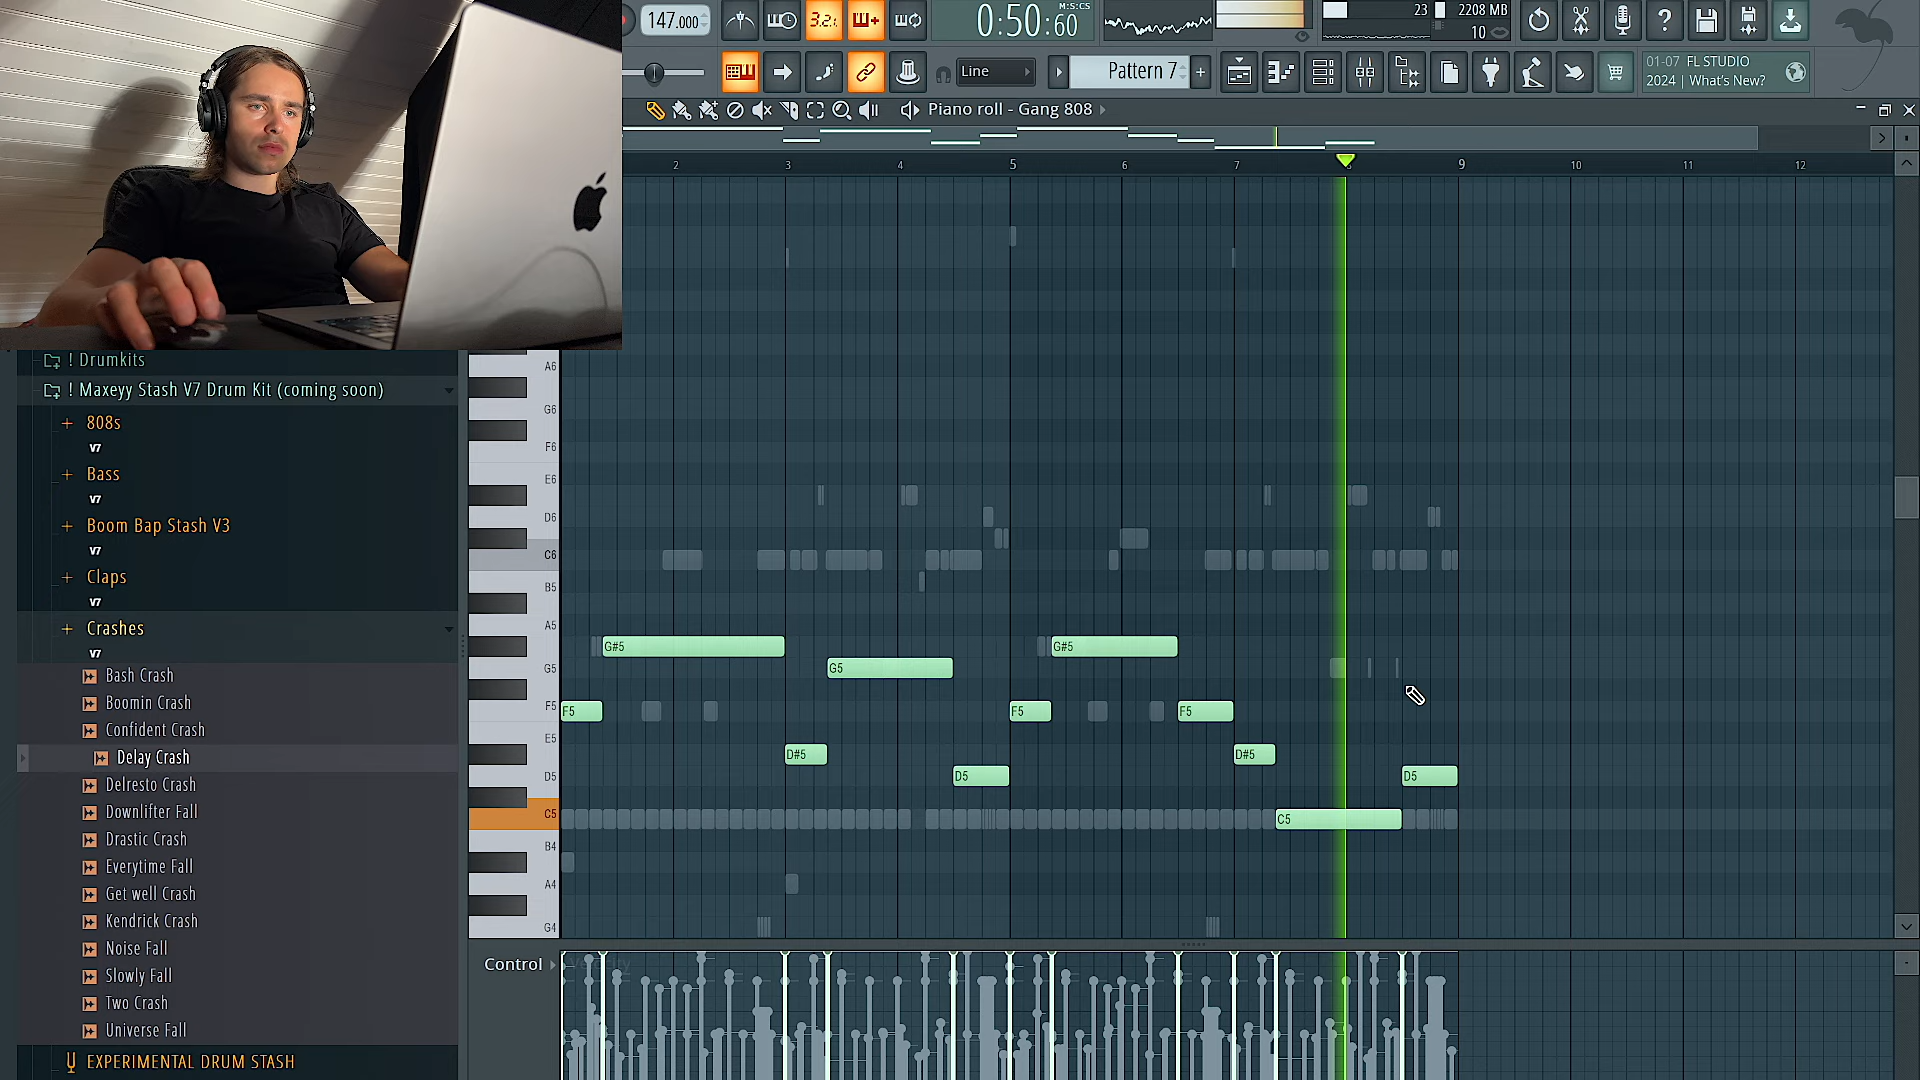 147.000
3.2.
0:50:60
M:S:CS
23
2208 MB
10
Line
Pattern 7
+
01-07 FL STUDIO
2024 | What's New?
Piano roll - Gang 808
2 3 4 5 6 7 8 9 10 11 12
! Drumkits
! Maxeyy Stash V7 Drum Kit (coming soon)
808s
V7
Bass
V7
Boom Bap Stash V3
V7
Claps
V7
Crashes
V7
Bash Crash
Boomin Crash
Confident Crash
Delay Crash
Delresto Crash
Downlifter Fall
Drastic Crash
Everytime Fall
Get well Crash
Kendrick Crash
Noise Fall
Slowly Fall
Two Crash
Universe Fall
EXPERIMENTAL DRUM STASH
A6
G6
F6
E6
D6
C6
B5
A5
G5
F5
E5
D5
C5
B4
A4
G4
G#5 G#5
G5
F5 F5 F5
D#5 D#5
D5 D5
C5
Control
Velocity